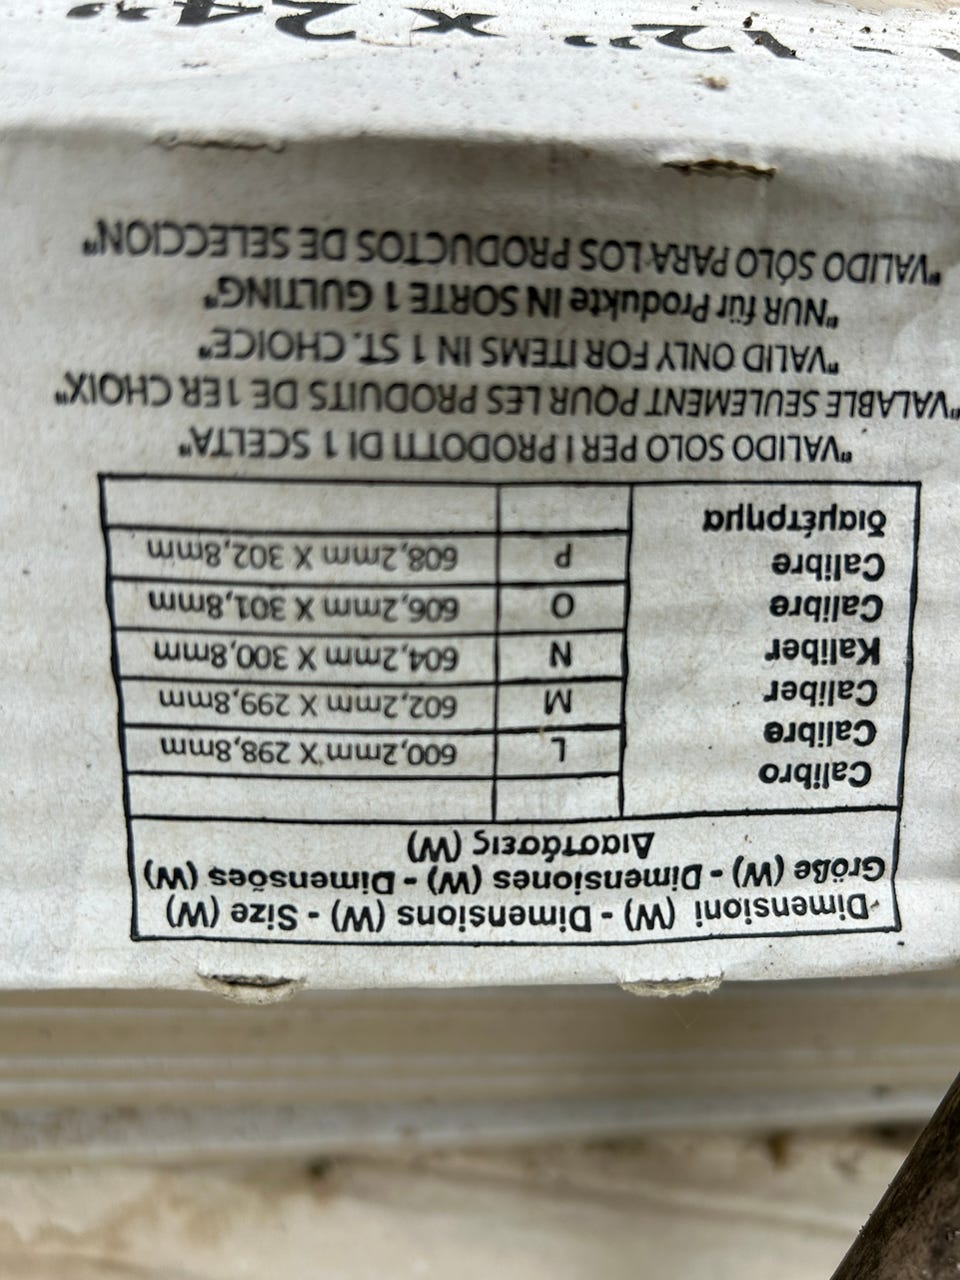 Dimensioni (W) - Dimensions (W) - Size (W)
Größe (W) - Dimensiones (W) - Dimensões (W)
Διαστάσεις (W)
Calibro
Calibre
Caliber
Kaliber
Calibre
Calibre
διαμέτρημα
L 600,2mm X 298,8mm
M 602,2mm X 299,8mm
N 604,2mm X 300,8mm
O 606,2mm X 301,8mm
P 608,2mm X 302,8mm
"VALIDO SOLO PER I PRODOTTI DI 1 SCELTA"
"VALABLE SEULEMENT POUR LES PRODUITS DE 1ER CHOIX"
"VALID ONLY FOR ITEMS IN 1 ST. CHOICE"
"NUR für Produkte IN SORTE 1 GULTING"
"VALIDO SÓLO PARA LOS PRODUCTOS DE SELECCION"
12" X 24"